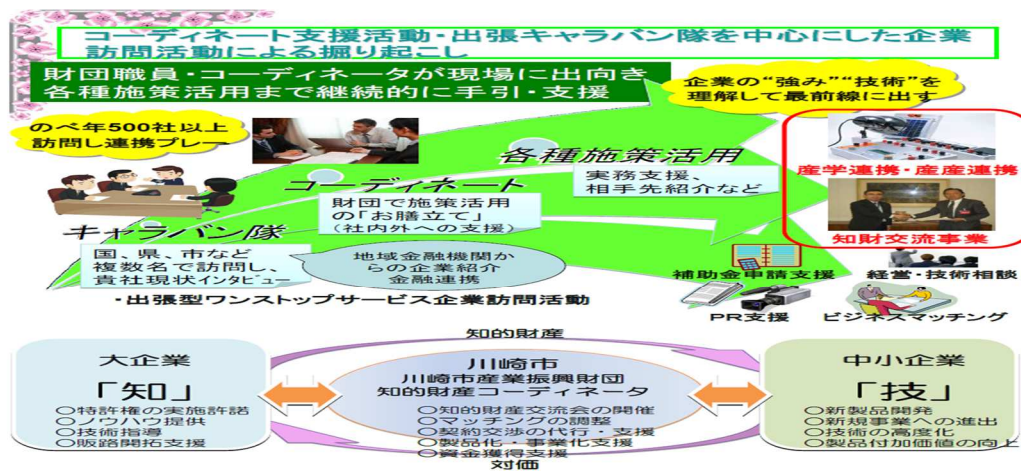 コーディネート支援活動・出張キャラバン隊を中心にした企業
訪問活動による掘り起こし
財団職員・コーディネータが現場に出向き
各種施策活用まで継続的に手引・支援
企業の“強み”“技術”を
理解して最前線に出す
のべ年500社以上
訪問し連携プレー
各種施策活用
実務支援、
相手先紹介など
産学連携・産産連携
知財交流事業
コーディネート
財団で施策活用
の「お膳立て」
(社内外への支援)
キャラバン隊
国、県、市など
複数名で訪問し、
貴社現状インタビュー
地域金融機関か
らの企業紹介
金融連携
・出張型ワンストップサービス企業訪問活動
補助金申請支援
経営・技術相談
PR支援
ビジネスマッチング
知的財産
大企業
「知」
○特許権の実施許諾
○ノウハウ提供
○技術指導
○販路開拓支援
川崎市
川崎市産業振興財団
知的財産コーディネータ
○知的財産交流会の開催
○マッチングの調整
○契約交渉の代行・支援
○製品化・事業化支援
○資金獲得支援
対価
中小企業
「技」
○新製品開発
○新規事業への進出
○技術の高度化
○製品付加価値の向上